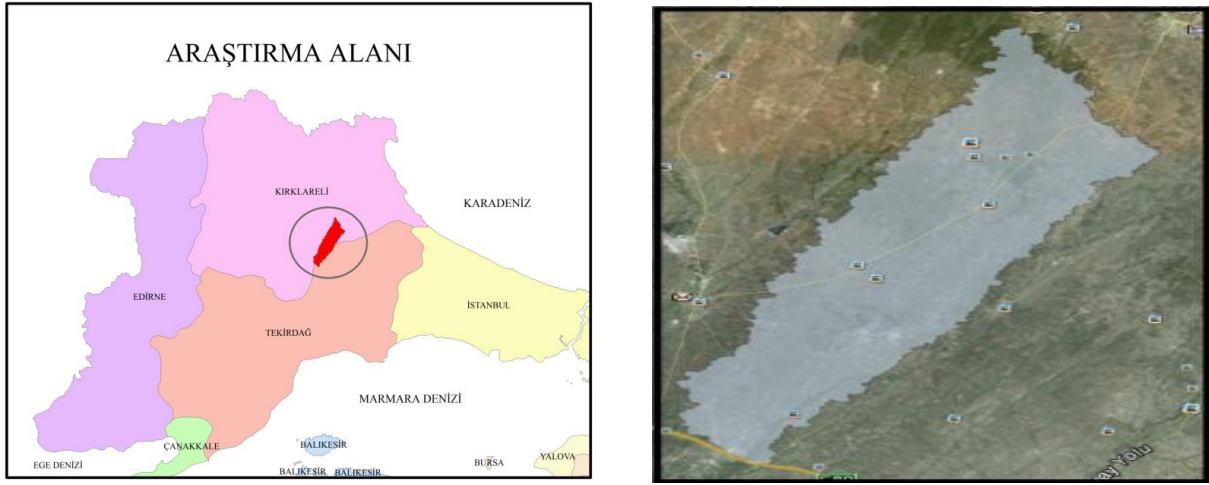 ARAŞTIRMA ALANI
KIRKLARELİ
KARADENİZ
EDİRNE
İSTANBUL
TEKİRDAĞ
MARMARA DENİZİ
ÇANAKKALE
BALIKESİR
EGE DENİZİ
BALIKESİR
BALIKESİR
BURSA
YALOVA
Yolu